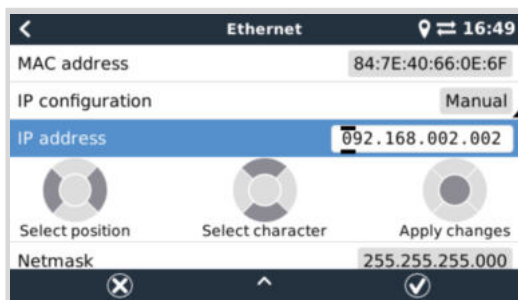 Ethernet 16:49
MAC address 84:7E:40:66:0E:6F
IP configuration Manual
IP address 092.168.002.002
Select position Select character Apply changes
Netmask 255.255.255.000